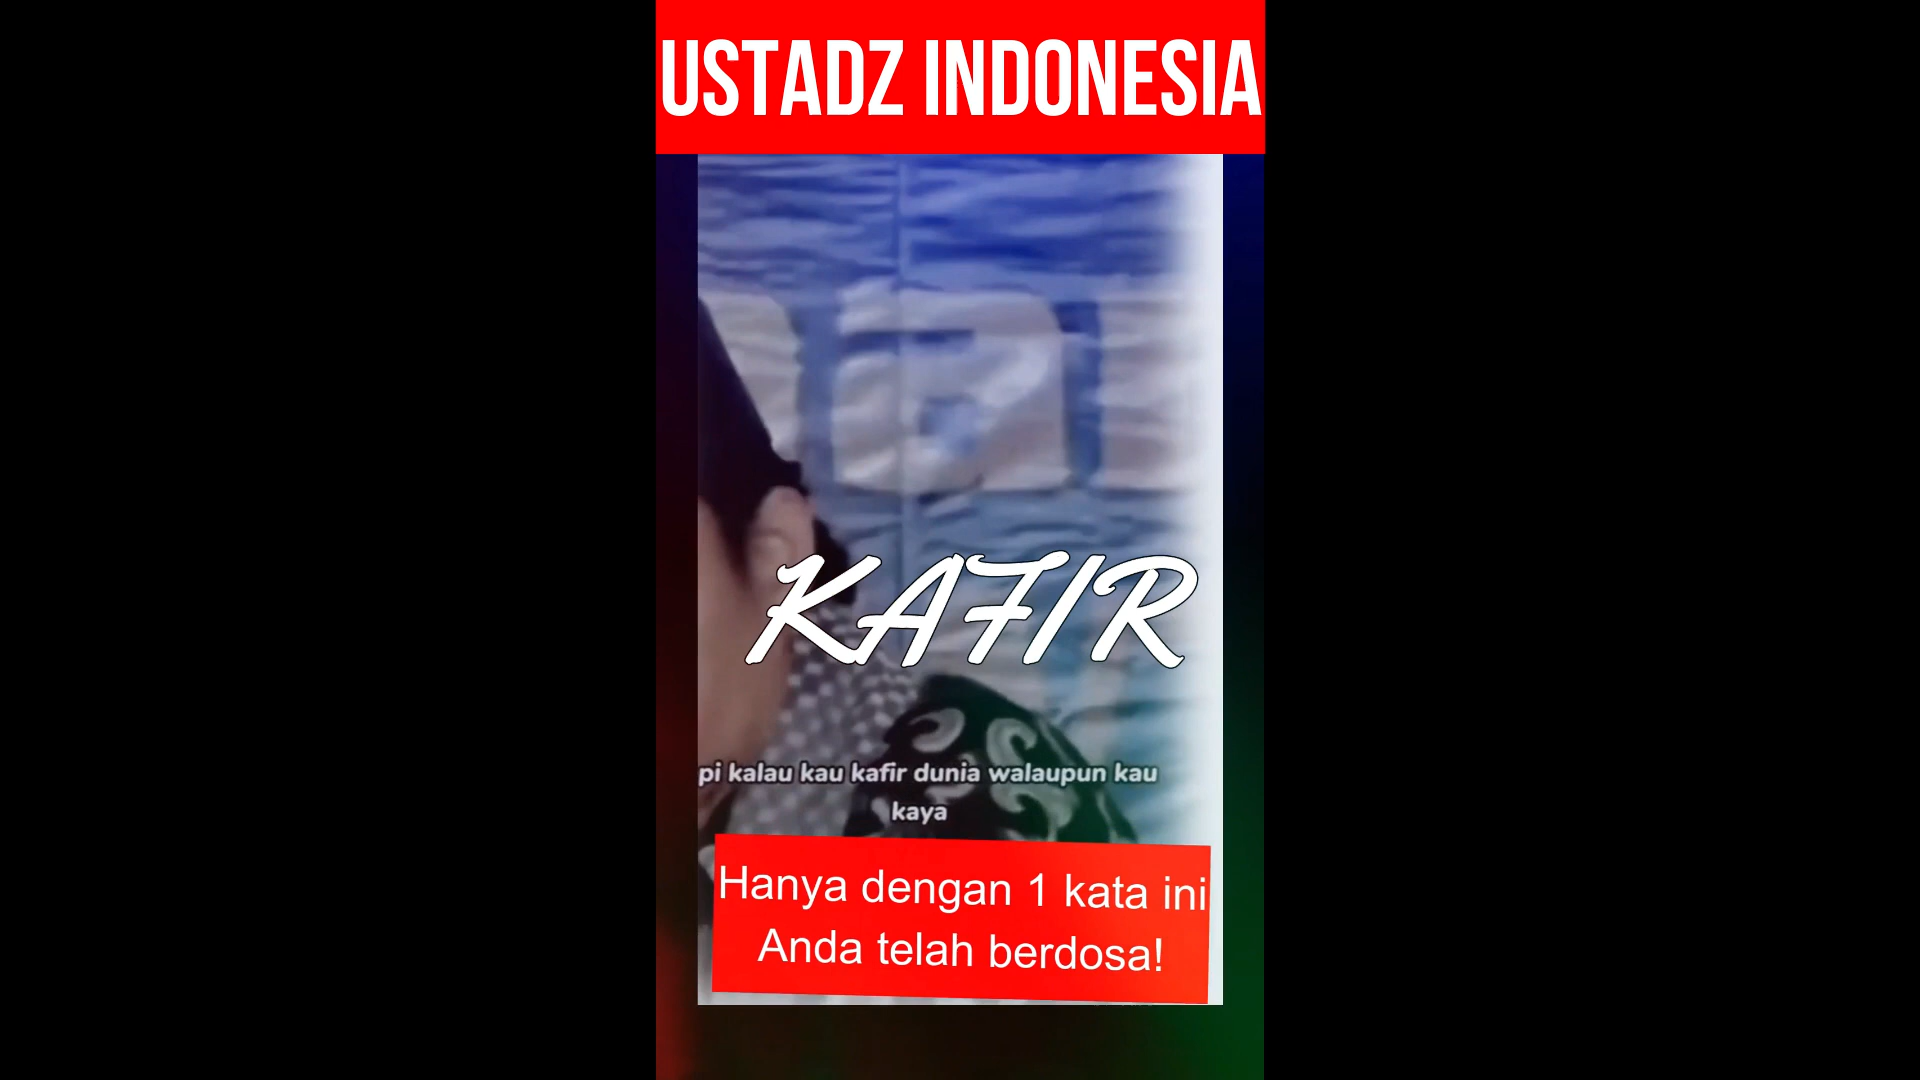 USTADZ INDONESIA
KAFIR
pi kalau kau kafir dunia walaupun kau
kaya
Hanya dengan 1 kata ini
Anda telah berdosa!